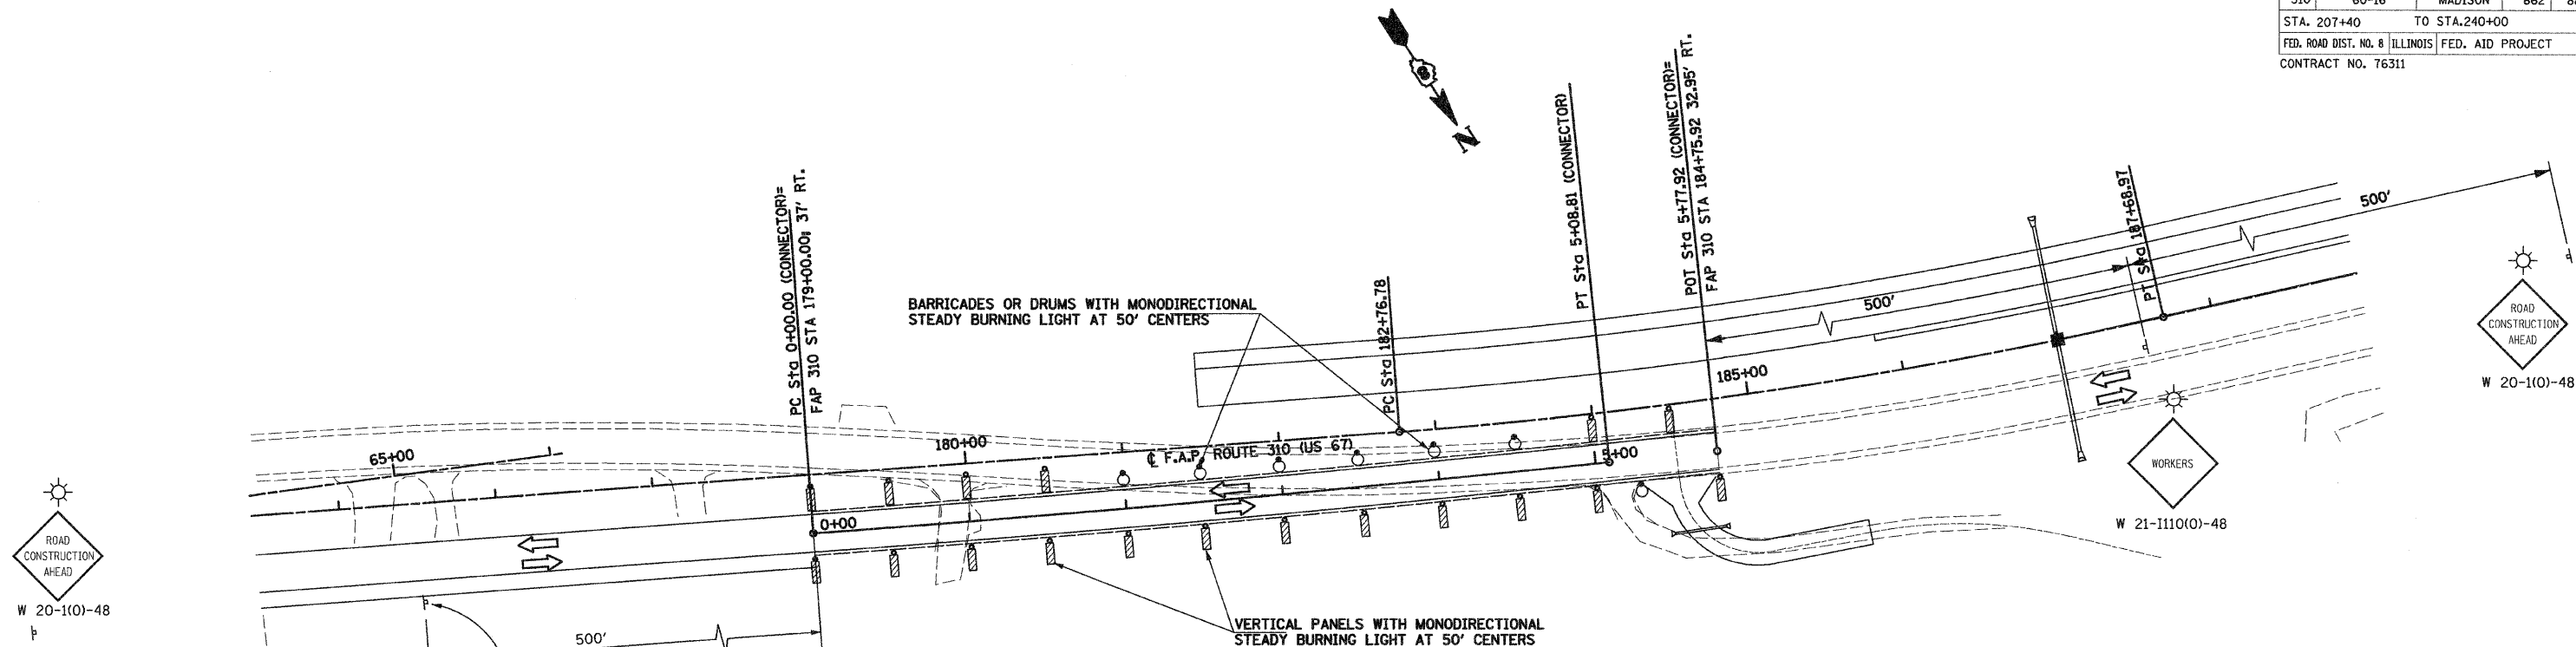 310 60-16 MADISON 862
STA. 207+40 TO STA.240+00
FED. ROAD DIST. NO. 8 ILLINOIS FED. AID PROJECT
CONTRACT NO. 76311
N
PC Sta 0+00.00 (CONNECTOR)=
FAP 310 STA 179+00.00; 37' RT.
BARRICADES OR DRUMS WITH MONODIRECTIONAL
STEADY BURNING LIGHT AT 50' CENTERS
PC Sta 182+76.78
PT Sta 5+08.81 (CONNECTOR)
POT Sta 5+77.92 (CONNECTOR)=
FAP 310 STA 184+75.92 32.95' RT.
PT Sta 187+68.97
500'
500'
ROAD
CONSTRUCTION
AHEAD
W 20-1(O)-48
185+00
180+00
℄ F.A.P. ROUTE 310 (US 67)
65+00
5+00
0+00
WORKERS
W 21-I110(O)-48
ROAD
CONSTRUCTION
AHEAD
W 20-1(O)-48
500'
VERTICAL PANELS WITH MONODIRECTIONAL
STEADY BURNING LIGHT AT 50' CENTERS